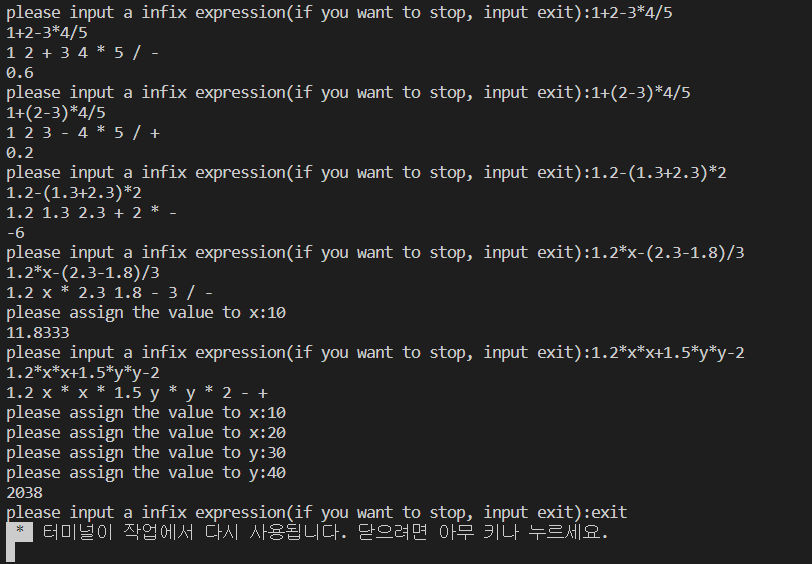 please input a infix expression(if you want to stop, input exit):1+2-3*4/5
1+2-3*4/5
1 2 + 3 4 * 5 / -
0.6
please input a infix expression(if you want to stop, input exit):1+(2-3)*4/5
1+(2-3)*4/5
1 2 3 - 4 * 5 / +
0.2
please input a infix expression(if you want to stop, input exit):1.2-(1.3+2.3)*2
1.2-(1.3+2.3)*2
1.2 1.3 2.3 + 2 * -
-6
please input a infix expression(if you want to stop, input exit):1.2*x-(2.3-1.8)/3
1.2*x-(2.3-1.8)/3
1.2 x * 2.3 1.8 - 3 / -
please assign the value to x:10
11.8333
please input a infix expression(if you want to stop, input exit):1.2*x*x+1.5*y*y-2
1.2*x*x+1.5*y*y-2
1.2 x * x * 1.5 y * y * 2 - +
please assign the value to x:10
please assign the value to x:20
please assign the value to y:30
please assign the value to y:40
2038
please input a infix expression(if you want to stop, input exit):exit
* 터미널이 작업에서 다시 사용됩니다. 닫으려면 아무 키나 누르세요.